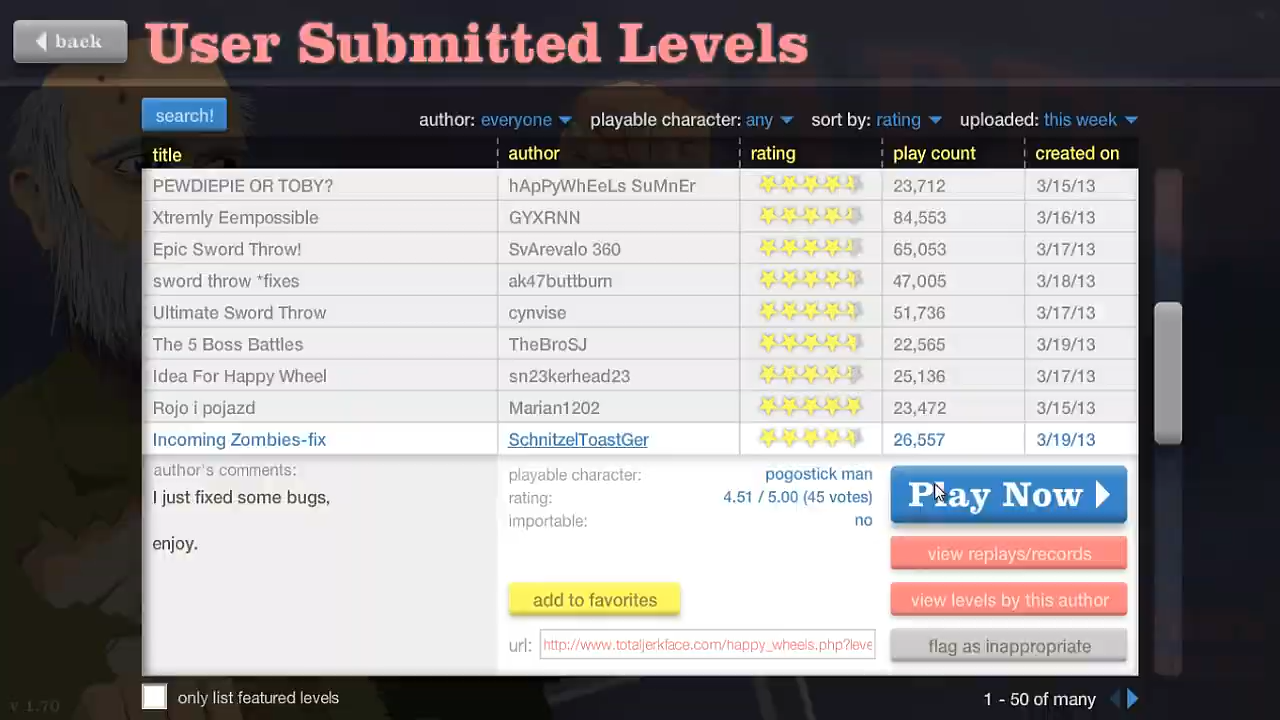 back
User Submitted Levels
search!
author: everyone playable character: any sort by: rating uploaded: this week
title author rating play count created on
PEWDIEPIE OR TOBY? hApPyWhEeLs SuMnEr 23,712 3/15/13
Xtremly Eempossible GYXRNN 84,553 3/16/13
Epic Sword Throw! SvArevalo 360 65,053 3/17/13
sword throw *fixes ak47buttburn 47,005 3/18/13
Ultimate Sword Throw cynvise 51,736 3/17/13
The 5 Boss Battles TheBroSJ 22,565 3/19/13
Idea For Happy Wheel sn23kerhead23 25,136 3/17/13
Rojo i pojazd Marian1202 23,472 3/15/13
Incoming Zombies-fix SchnitzelToastGer 26,557 3/19/13
author's comments:
I just fixed some bugs,
enjoy.
playable character: pogostick man
rating: 4.51 / 5.00 (45 votes)
importable: no
add to favorites
url: http://www.totaljerkface.com/happy_wheels.php?leve
Play Now
view replays/records
view levels by this author
flag as inappropriate
only list featured levels
1 - 50 of many
v 1.70